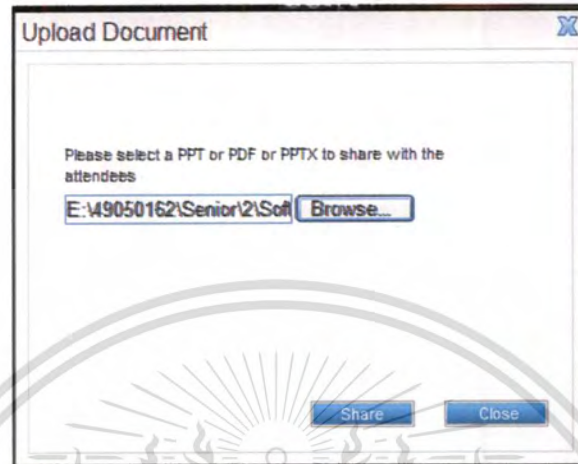 Upload Document
X
Please select a PPT or PDF or PPTX to share with the
attendees
E:\49050162\Senior\2\Soft Browse...
Share Close